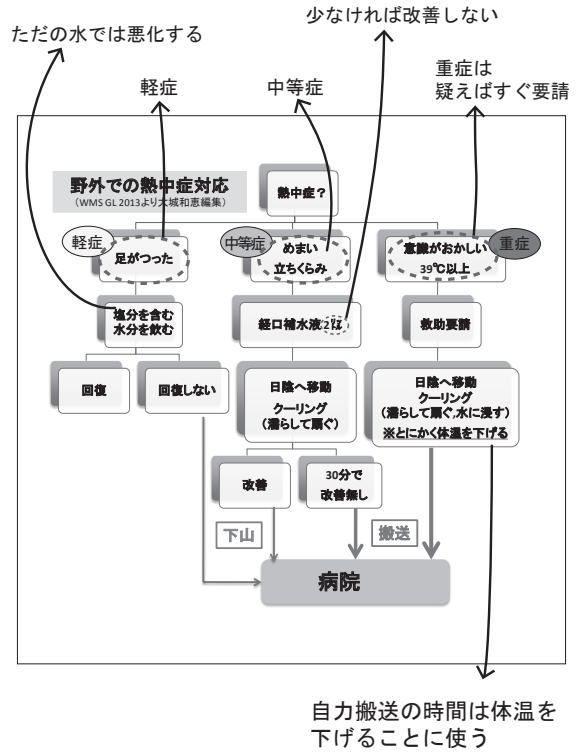 少なければ改善しない
ただの水では悪化する
軽症
中等症
重症は
疑えばすぐ要請
野外での熱中症対応
(WMS GL 2013より大城和恵編集)
熱中症?
軽症
足がつった
中等症
めまい
立ちくらみ
意識がおかしい
39℃以上
重症
塩分を含む
水分を飲む
経口補水液2㍑
救助要請
回復
回復しない
日陰へ移動
クーリング
(濡らして扇ぐ)
日陰へ移動
クーリング
(濡らして扇ぐ,水に浸す)
※とにかく体温を下げる
改善
30分で
改善無し
下山
搬送
病院
自力搬送の時間は体温を
下げることに使う